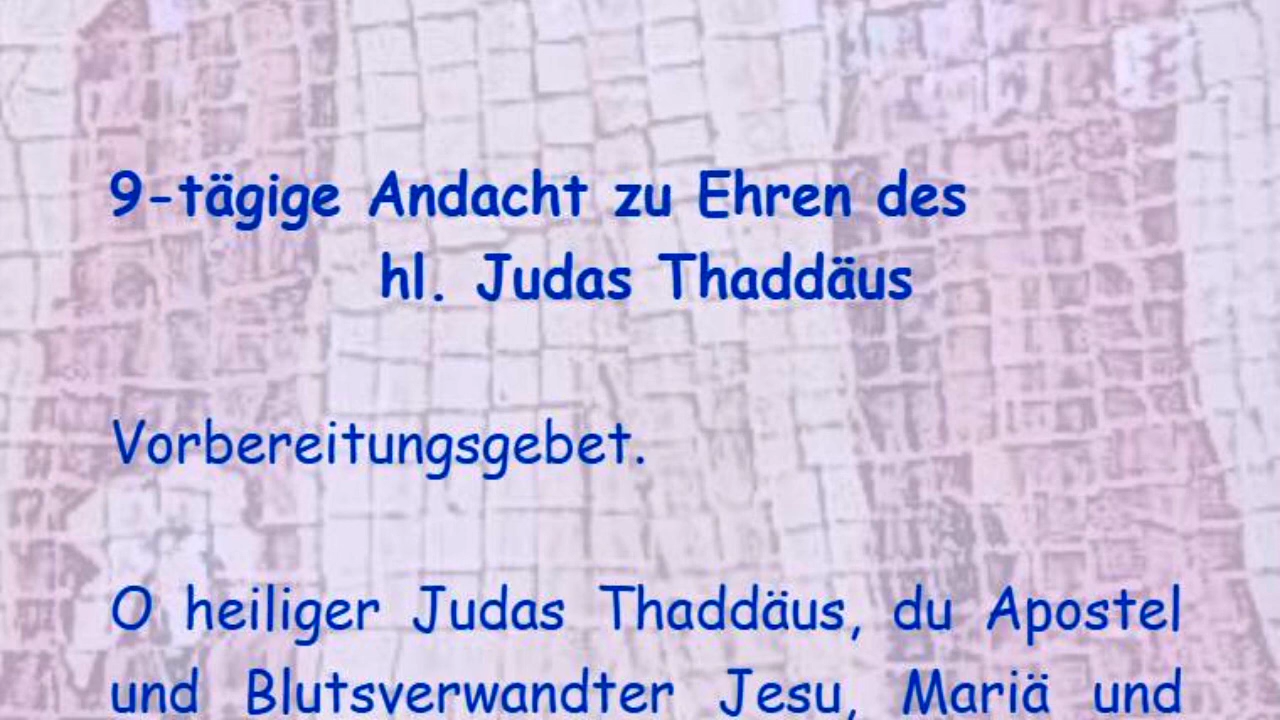 9-tägige Andacht zu Ehren des
hl. Judas Thaddäus
Vorbereitungsgebet.
O heiliger Judas Thaddäus, du Apostel
und Blutsverwandter Jesu, Mariä und